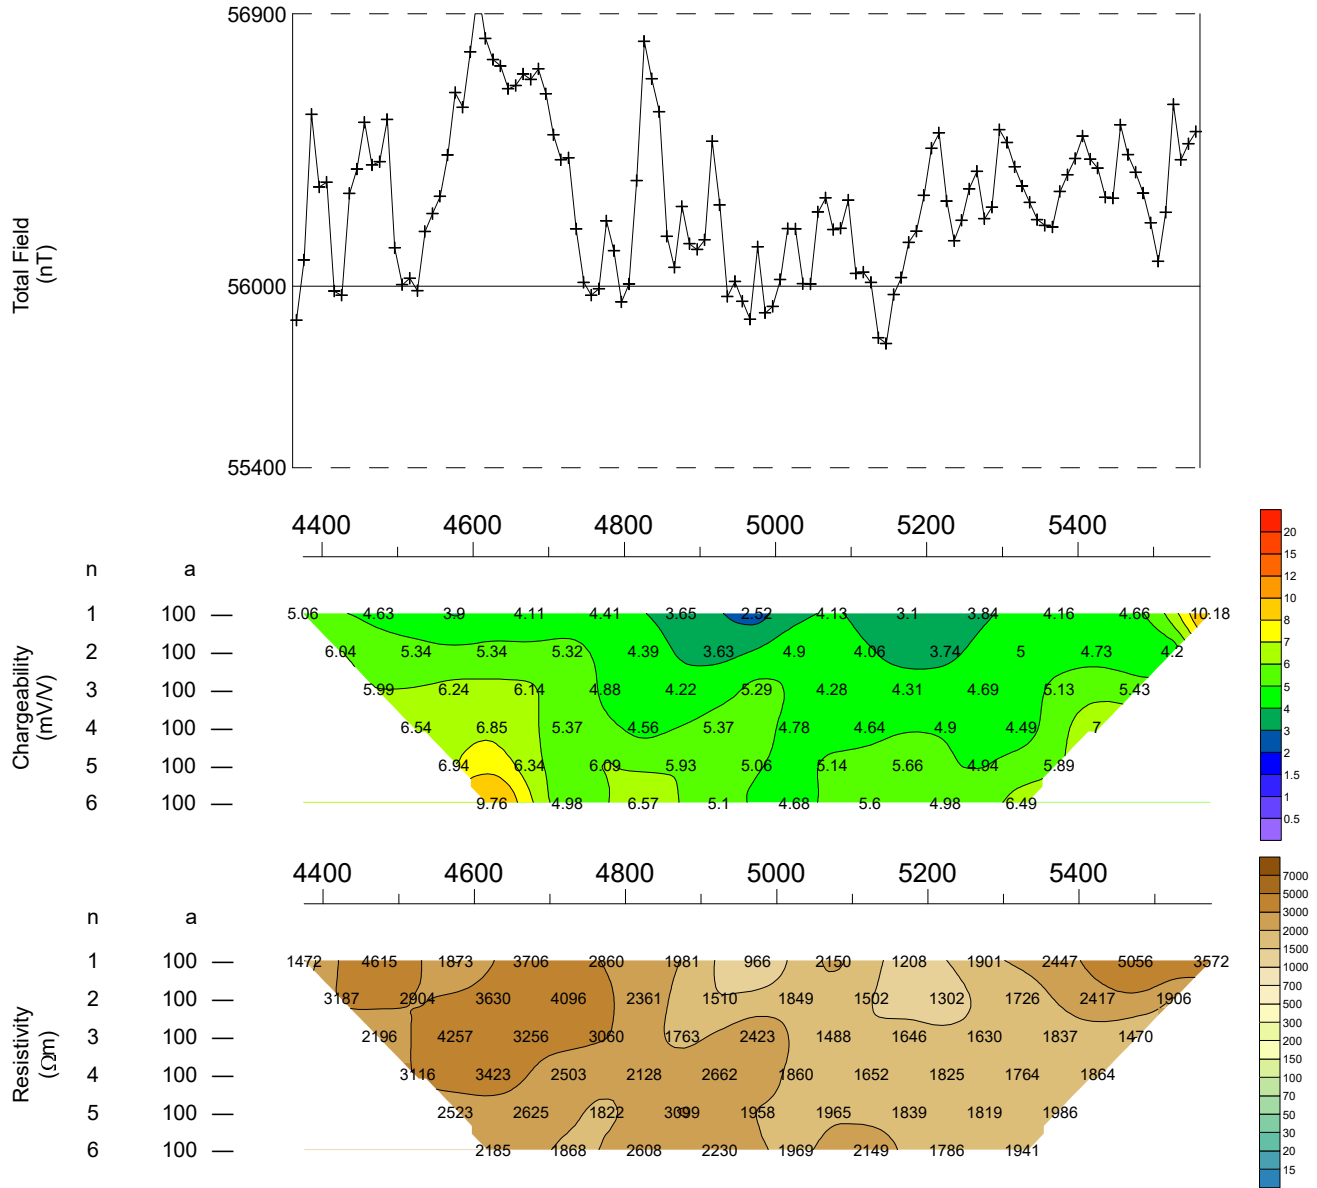 56900
Total Field
(nT)
56000
55400
4400 4600 4800 5000 5200 5400
n a
1 100 — 5.06 4.63 3.9 4.11 4.41 3.65 2.52 4.13 3.1 3.84 4.16 4.66 10.18
2 100 — 6.04 5.34 5.34 5.32 4.39 3.63 4.9 4.06 3.74 5 4.73 4.2
3 100 — 5.99 6.24 6.14 4.88 4.22 5.29 4.28 4.31 4.69 5.13 5.43
4 100 — 6.54 6.85 5.37 4.56 5.37 4.78 4.64 4.9 4.49 7
5 100 — 6.94 6.34 6.09 5.93 5.06 5.14 5.66 4.94 5.89
6 100 — 9.76 4.98 6.57 5.1 4.68 5.6 4.98 6.49
Chargeability
(mV/V)
20
15
12
10
8
7
6
5
4
3
2
1.5
1
0.5
4400 4600 4800 5000 5200 5400
n a
1 100 — 1472 4615 1873 3706 2860 1981 966 2150 1208 1901 2447 5056 3572
2 100 — 3187 2904 3630 4096 2361 1510 1849 1502 1302 1726 2417 1906
3 100 — 2196 4257 3256 3060 1763 2423 1488 1646 1630 1837 1470
4 100 — 3116 3423 2503 2128 2662 1860 1652 1825 1764 1864
5 100 — 2523 2625 1822 3099 1958 1965 1839 1819 1986
6 100 — 2185 1868 2608 2230 1969 2149 1786 1941
Resistivity
(Ωm)
7000
5000
3000
2000
1500
1000
700
500
300
200
150
100
70
50
30
20
15